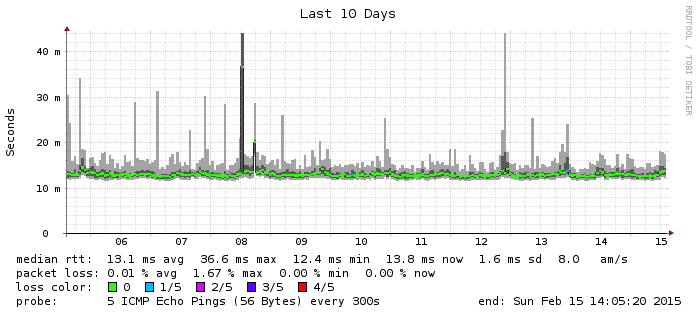 Last 10 Days
RRDTOOL / TOBI OETIKER
Seconds
40 m
30 m
20 m
10 m
0
06 07 08 09 10 11 12 13 14 15
median rtt: 13.1 ms avg 36.6 ms max 12.4 ms min 13.8 ms now 1.6 ms sd 8.0 am/s
packet loss: 0.01 % avg 1.67 % max 0.00 % min 0.00 % now
loss color: 0 1/5 2/5 3/5 4/5
probe: 5 ICMP Echo Pings (56 Bytes) every 300s end: Sun Feb 15 14:05:20 2015